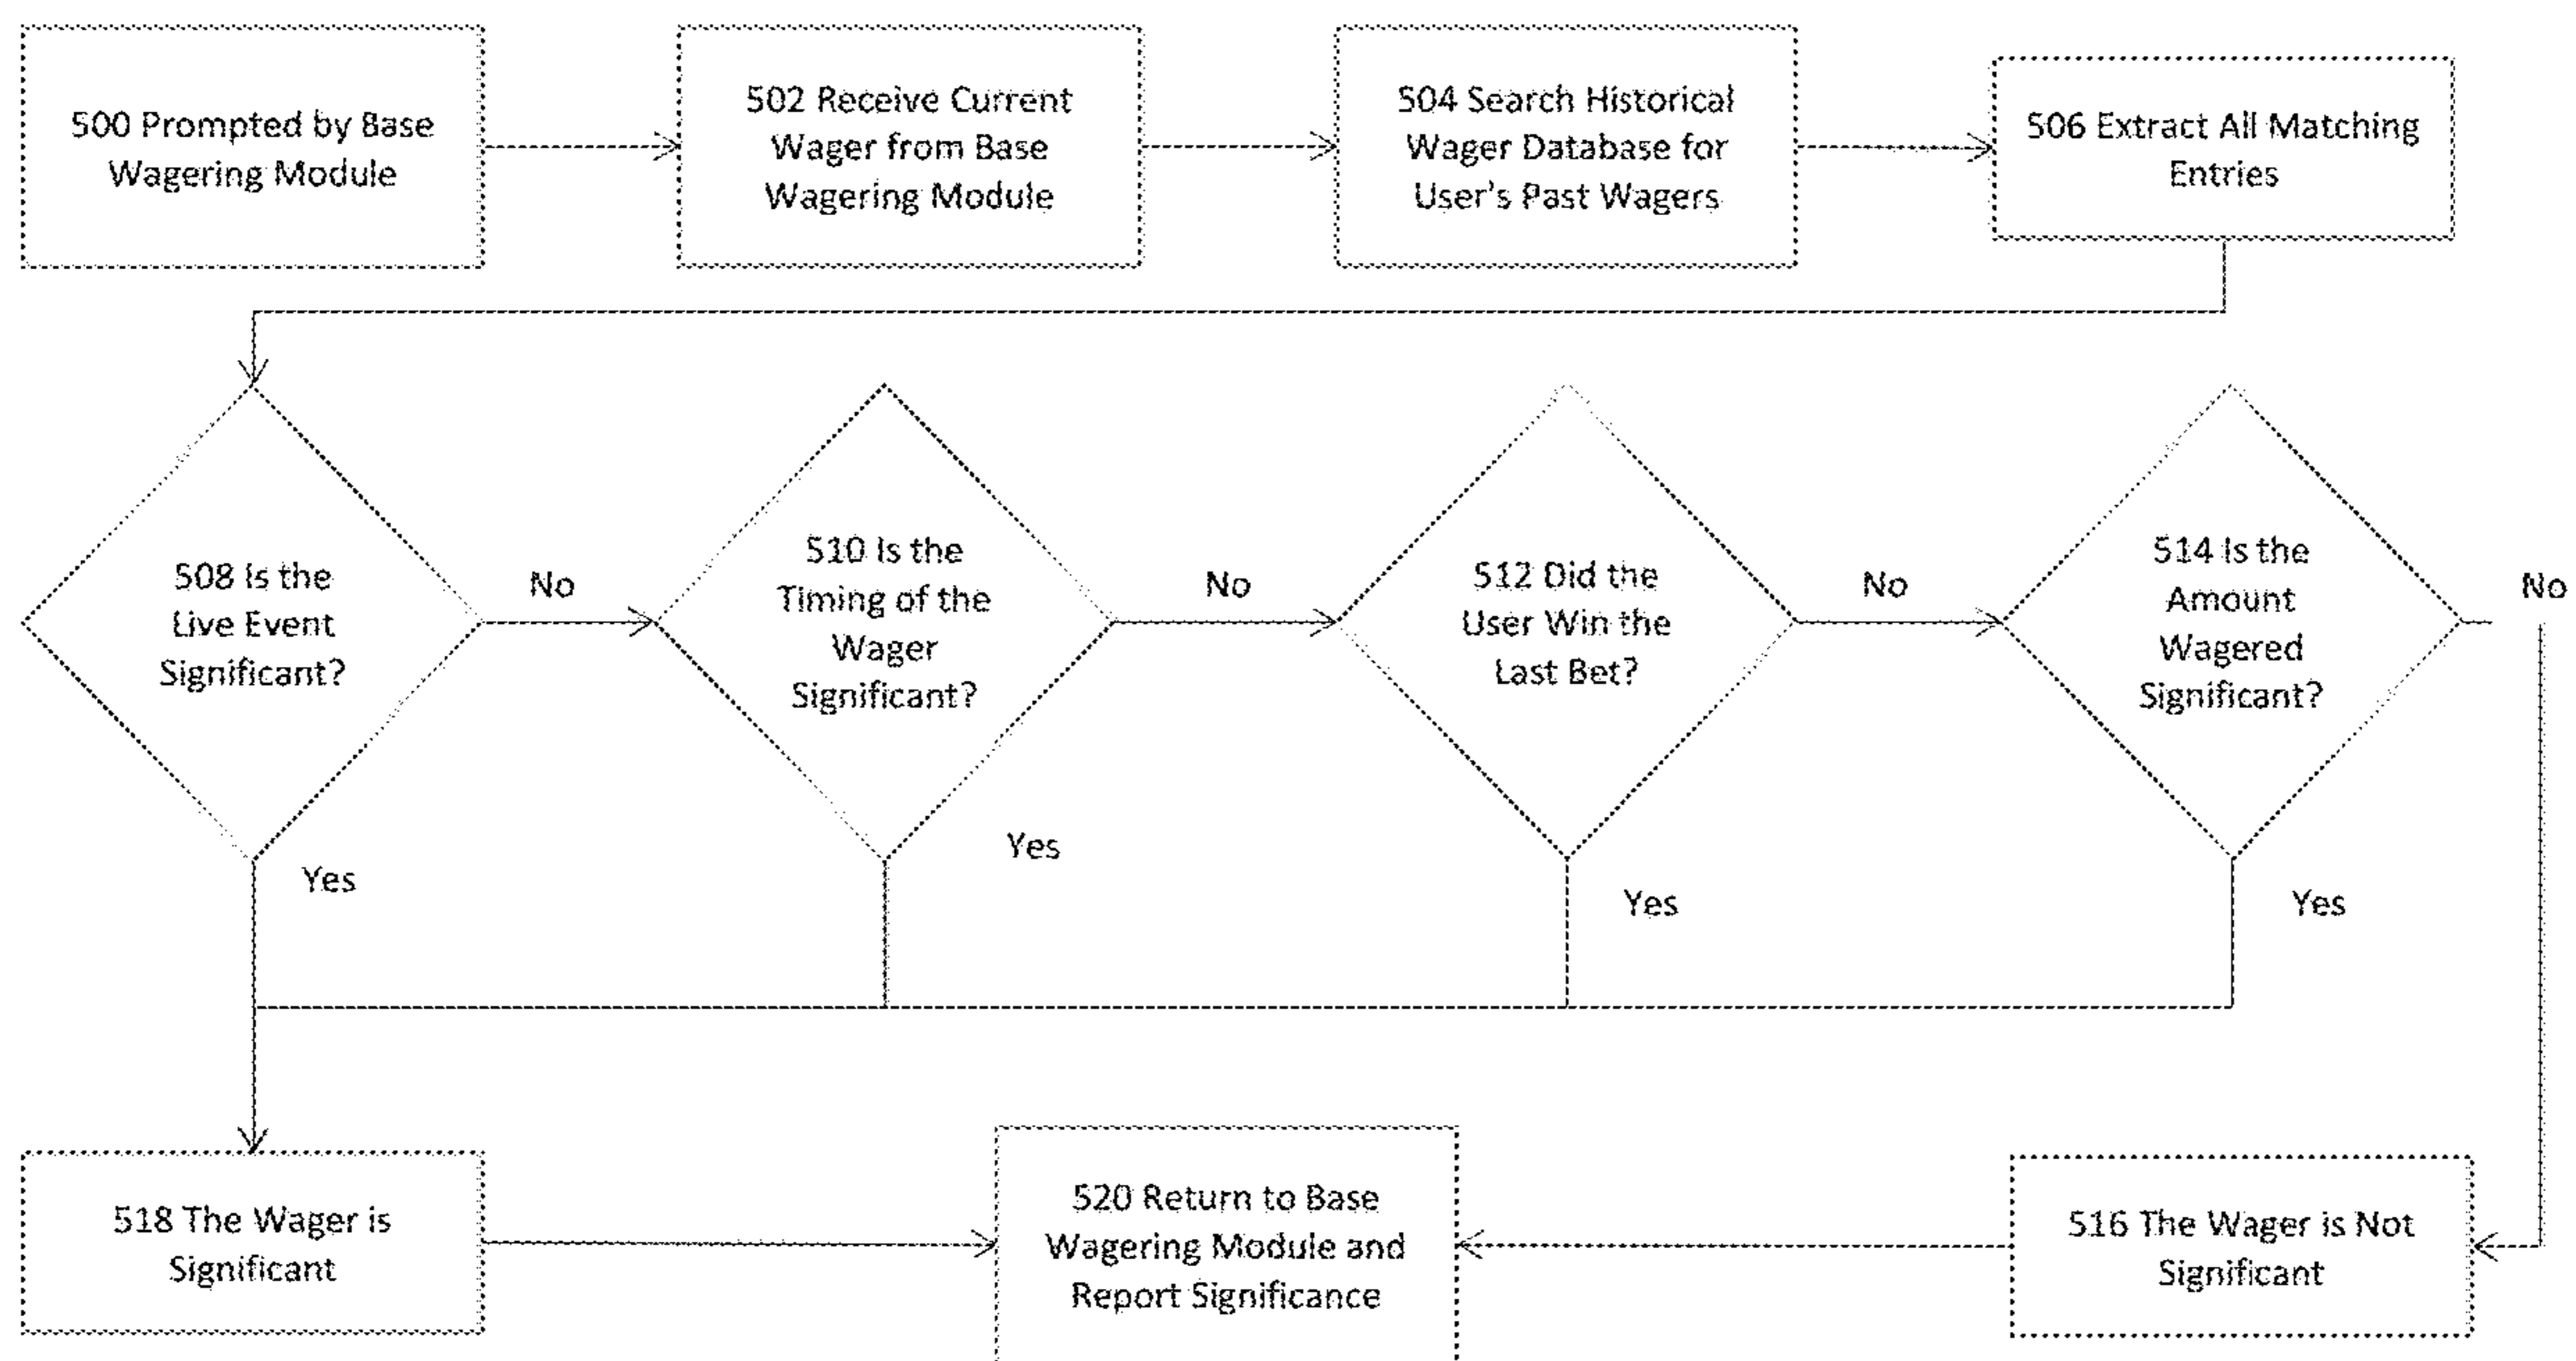 500 Prompted by Base
Wagering Module
502 Receive Current
Wager from Base
Wagering Module
504 Search Historical
Wager Database for
User's Past Wagers
506 Extract All Matching
Entries
508 Is the
Live Event
Significant?
No
510 Is the
Timing of the
Wager
Significant?
No
512 Did the
User Win the
Last Bet?
No
514 Is the
Amount
Wagered
Significant?
No
Yes
Yes
Yes
Yes
518 The Wager is
Significant
520 Return to Base
Wagering Module and
Report Significance
516 The Wager is Not
Significant